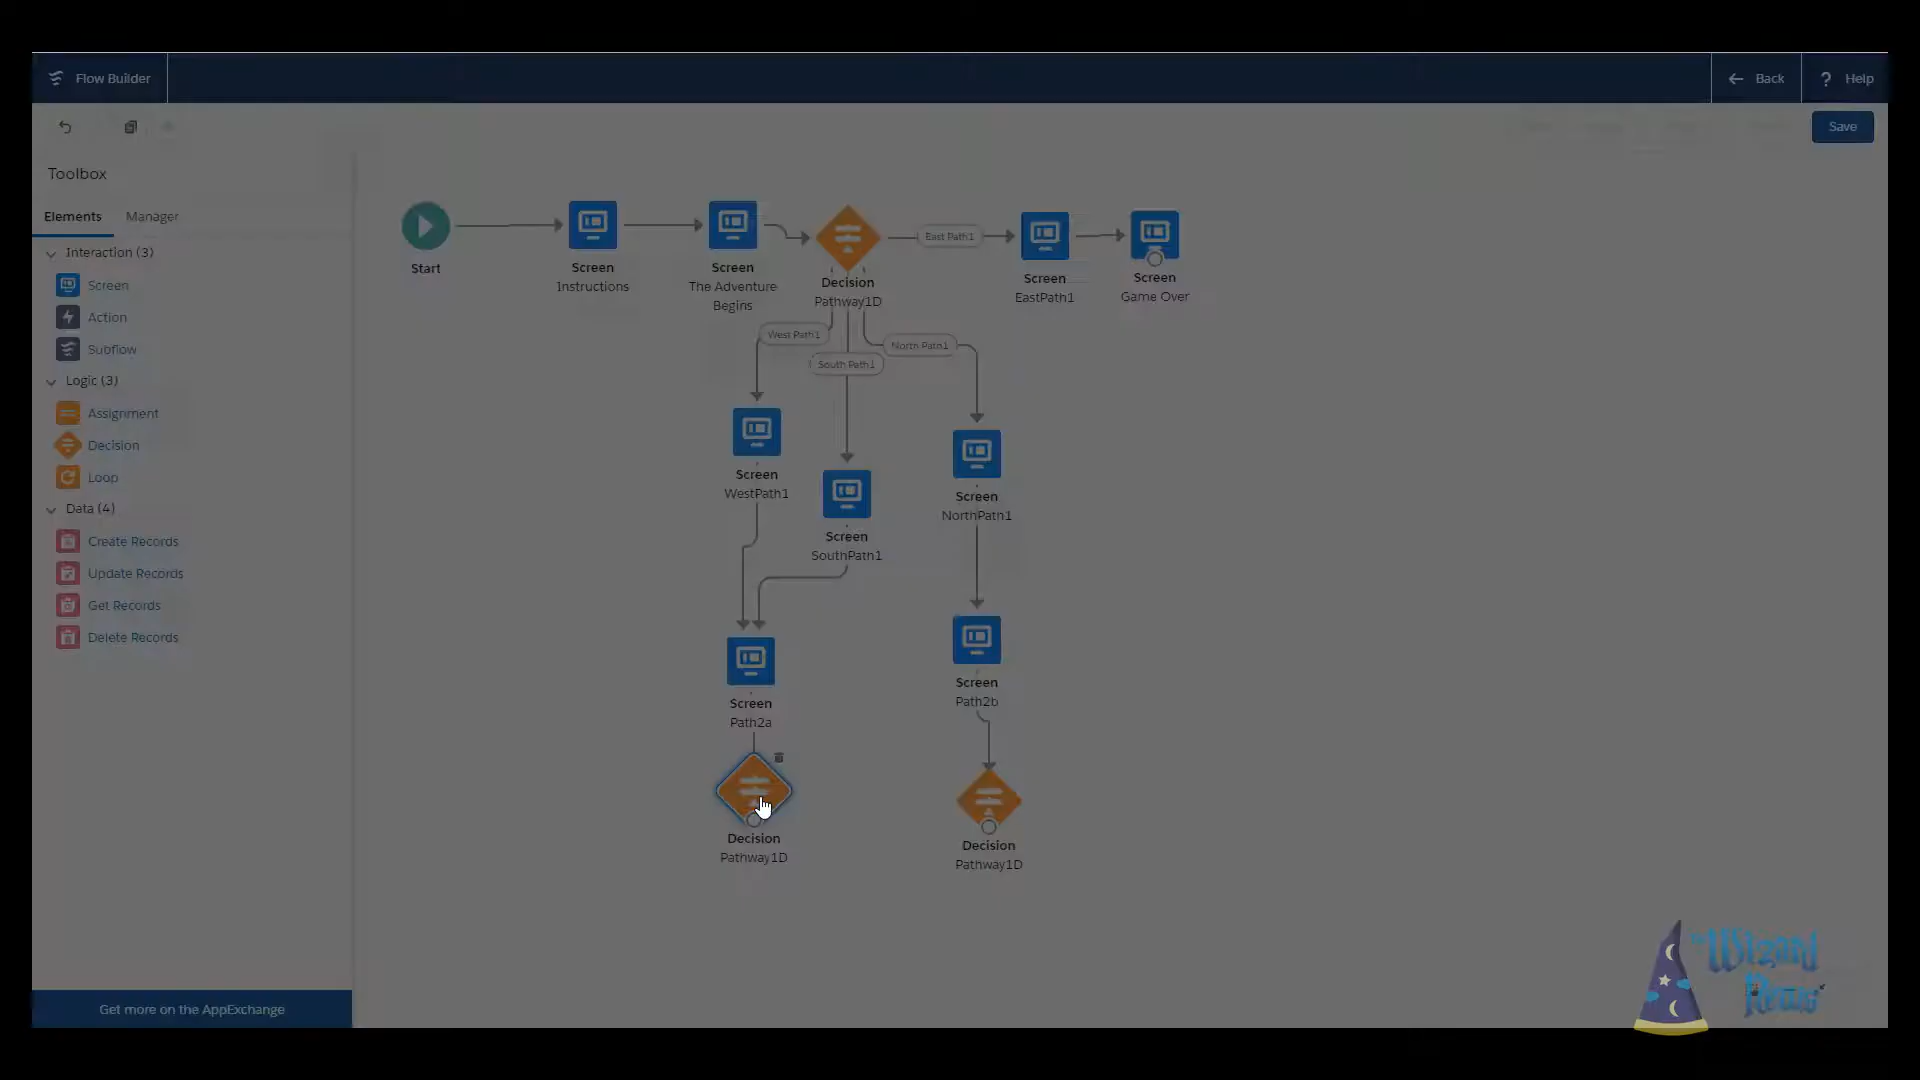 Flow Builder
Back
? Help
Save
Toolbox
Elements
Manager
Interaction (3)
Screen
Action
Subflow
Logic (3)
Assignment
Decision
Loop
Data (4)
Create Records
Update Records
Get Records
Delete Records
Get more on the AppExchange
Start
Screen
Instructions
Screen
The Adventure
Begins
Decision
Pathway1D
East Path1
Screen
EastPath1
Screen
Game Over
West Path1
South Path1
North Path1
Screen
WestPath1
Screen
SouthPath1
Screen
NorthPath1
Screen
Path2a
Screen
Path2b
Decision
Pathway1D
Decision
Pathway1D
Wizard
News